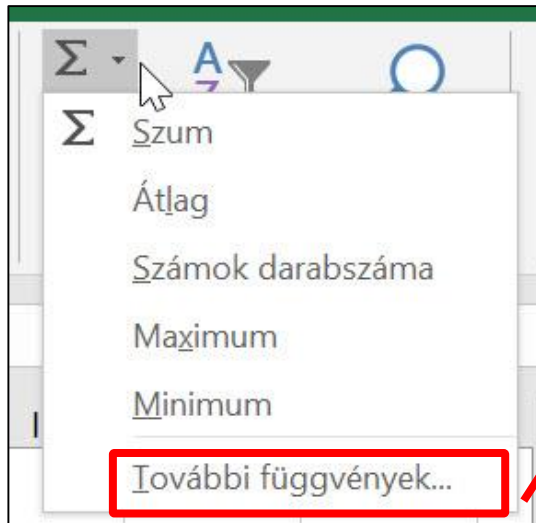 Σ
A
Z
Σ Szum
Átlag
Számok darabszáma
Maximum
Minimum
További függvények...